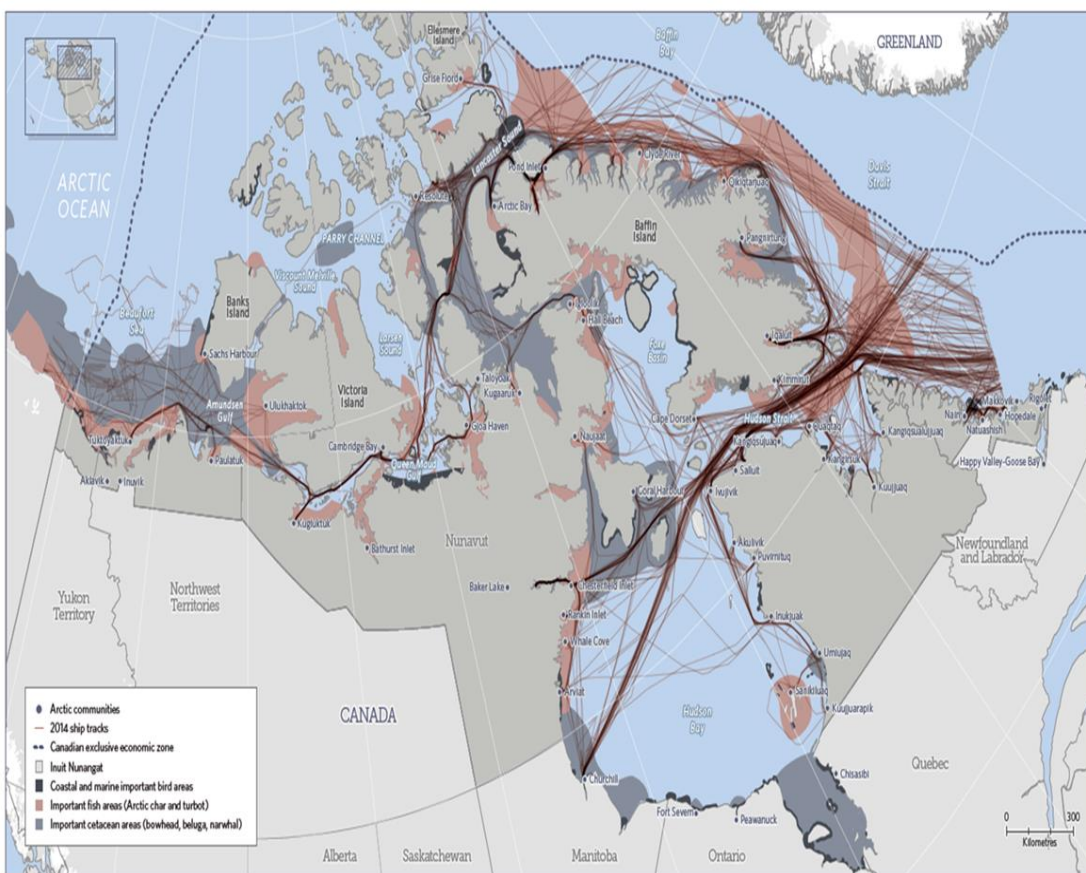 Ellesmere
Island
Baffin
Bay
GREENLAND
Grise Fiord
Lancaster Sound
Pond Inlet
Clyde River
Davis
Strait
ARCTIC
OCEAN
Resolute
Arctic Bay
Qikiqtarjuaq
PARRY CHANNEL
Baffin
Island
Pangnirtung
Viscount Melville
Sound
Banks
Island
Beaufort
Sea
Larsen
Sound
Igloolik
Hall Beach
Foxe
Basin
Iqaluit
Sachs Harbour
Victoria
Island
Taloyoak
Kugaaruk
Kimmirut
Amundsen
Gulf
Ulukhaktok
Gjoa Haven
Cape Dorset
Hudson Strait
Makkovik
Rigolet
Nain
Hopedale
Natuashish
Tuktoyaktuk
Cambridge Bay
Naujaat
Kangiqsujuaq
Quaqtaq
Kangiqsualujjuaq
Paulatuk
Queen Maud
Gulf
Salluit
Kangirsuk
Happy Valley-Goose Bay
Aklavik
Inuvik
Coral Harbour
Ivujivik
Kuujjuaq
Kugluktuk
Nunavut
Akulivik
Bathurst Inlet
Puvirnituq
Newfoundland
and Labrador
Yukon
Territory
Northwest
Territories
Baker Lake
Chesterfield Inlet
Rankin Inlet
Inukjuak
Whale Cove
Umiujaq
Arviat
Sanikiluaq
Kuujjuarapik
CANADA
Hudson
Bay
Quebec
Churchill
Chisasibi
Fort Severn
Peawanuck
Arctic communities
2014 ship tracks
Canadian exclusive economic zone
Inuit Nunangat
Coastal and marine important bird areas
Important fish areas (Arctic char and turbot)
Important cetacean areas (bowhead, beluga, narwhal)
0 300
Kilometres
Alberta
Saskatchewan
Manitoba
Ontario